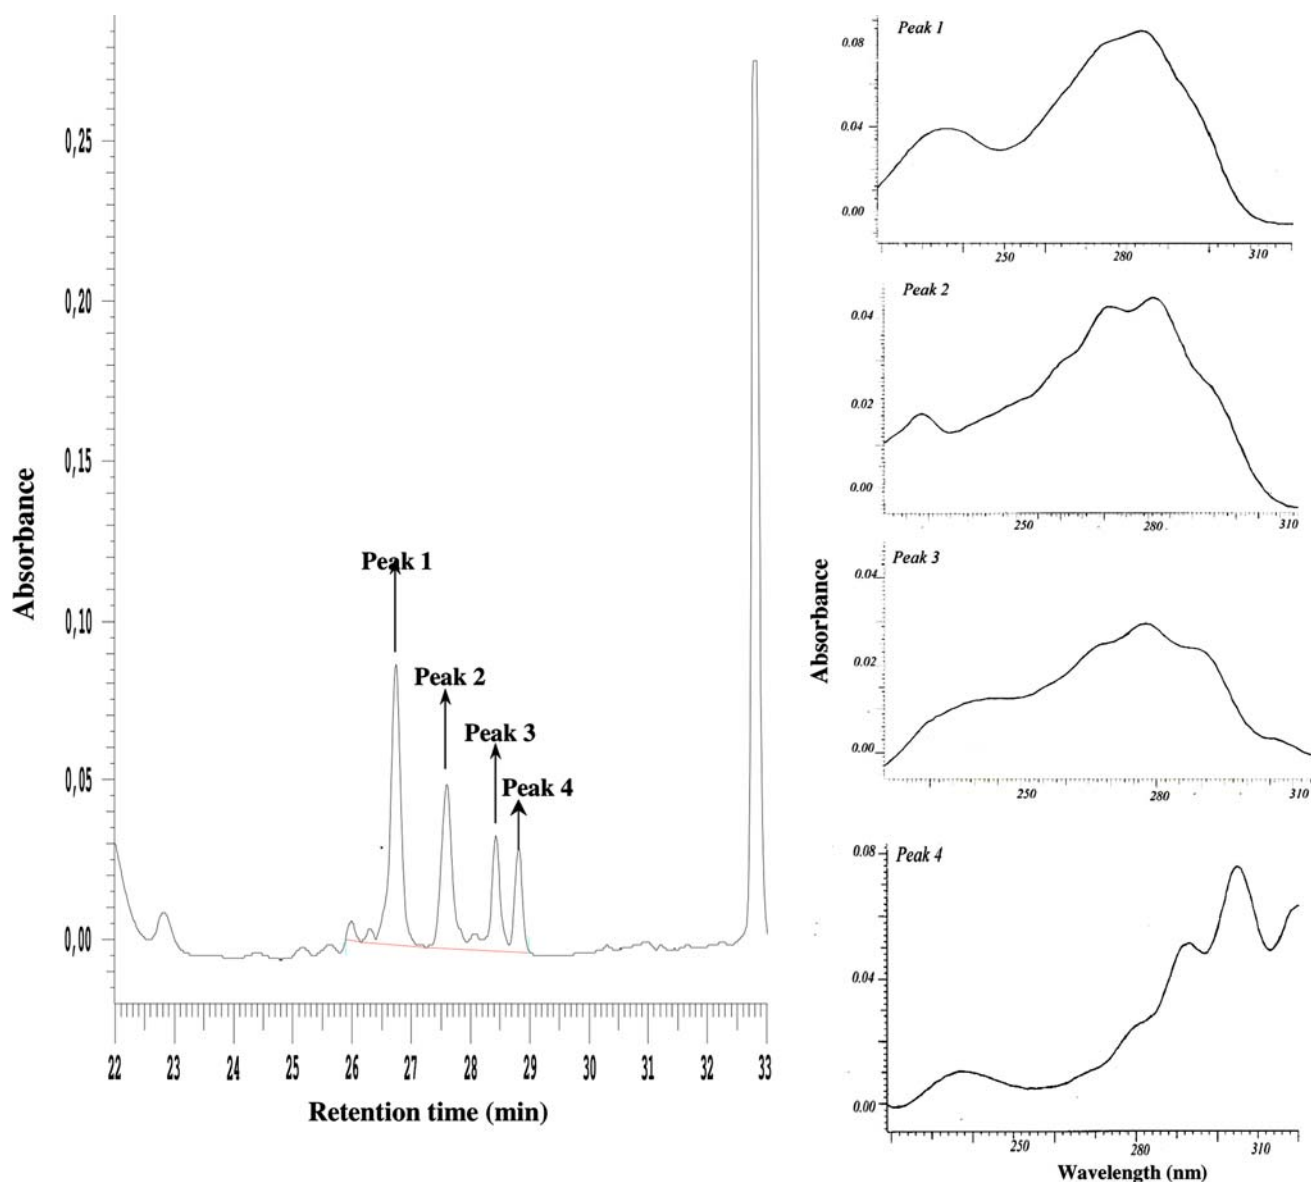 0,25
0,20
0,15
0,10
0,05
0,00
Absorbance
Peak 1
Peak 2
Peak 3
Peak 4
22 23 24 25 26 27 28 29 30 31 32 33
Retention time (min)
Peak 1
0.08
0.04
0.00
250 280 310
Peak 2
0.04
0.02
0.00
250 280 310
Peak 3
0.04
0.02
0.00
250 280 310
Absorbance
Peak 4
0.08
0.04
0.00
250 280 310
Wavelength (nm)